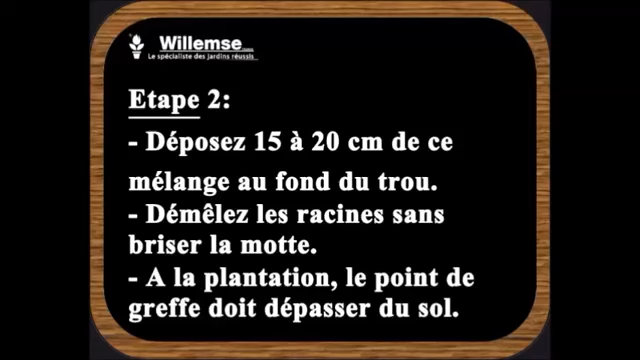 Willemse
Le spécialiste des jardins réussis
Etape 2:
- Déposez 15 à 20 cm de ce
mélange au fond du trou.
- Démêlez les racines sans
briser la motte.
- A la plantation, le point de
greffe doit dépasser du sol.